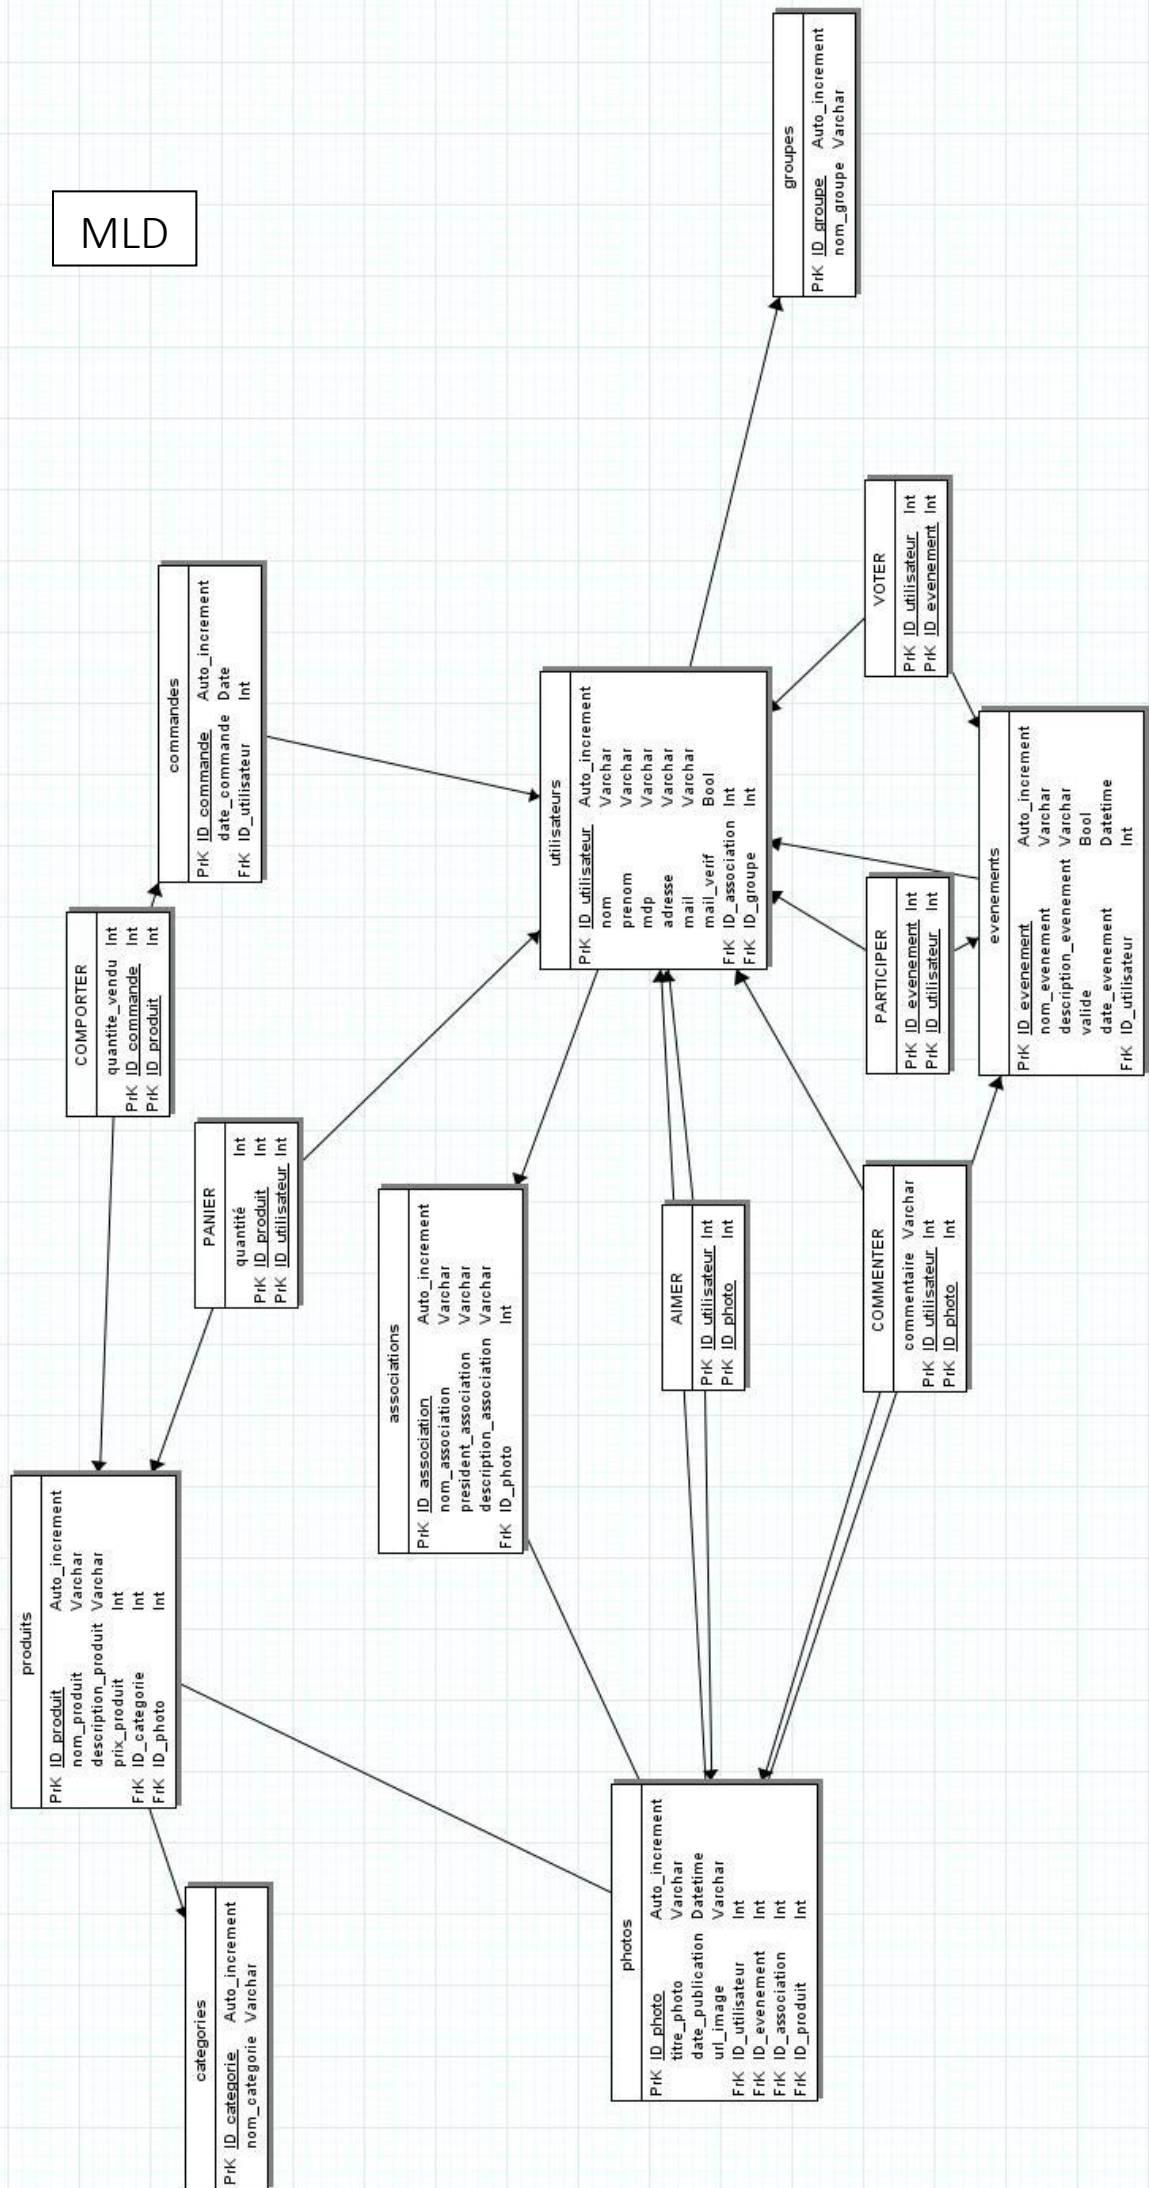 MLD
categories
PrK ID_categorie Auto_increment
nom_categorie Varchar
produits
PrK ID_produit Auto_increment
nom_produit Varchar
description_produit Varchar
prix_produit Int
FrK ID_categorie Int
FrK ID_photo Int
COMPORTER
quantite_vendu Int
PrK ID_commande Int
PrK ID_produit Int
commandes
PrK ID_commande Auto_increment
date_commande Date
FrK ID_utilisateur Int
PANIER
quantité Int
PrK ID_produit Int
PrK ID_utilisateur Int
associations
PrK ID_association Auto_increment
nom_association Varchar
president_association Varchar
description_association Varchar
FrK ID_photo Int
utilisateurs
PrK ID_utilisateur Auto_increment
nom Varchar
prenom Varchar
mdp Varchar
adresse Varchar
mail Varchar
mail_verif Bool
FrK ID_association Int
FrK ID_groupe Int
groupes
PrK ID_groupe Auto_increment
nom_groupe Varchar
photos
PrK ID_photo Auto_increment
titre_photo Varchar
date_publication Datetime
url_image Varchar
FrK ID_utilisateur Int
FrK ID_evenement Int
FrK ID_association Int
FrK ID_produit Int
AIMER
PrK ID_utilisateur Int
PrK ID_photo Int
COMMENTER
commentaire Varchar
PrK ID_utilisateur Int
PrK ID_photo Int
PARTICIPER
PrK ID_evenement Int
PrK ID_utilisateur Int
VOTER
PrK ID_utilisateur Int
PrK ID_evenement Int
evenements
PrK ID_evenement Auto_increment
nom_evenement Varchar
description_evenement Varchar
valide Bool
date_evenement Datetime
FrK ID_utilisateur Int